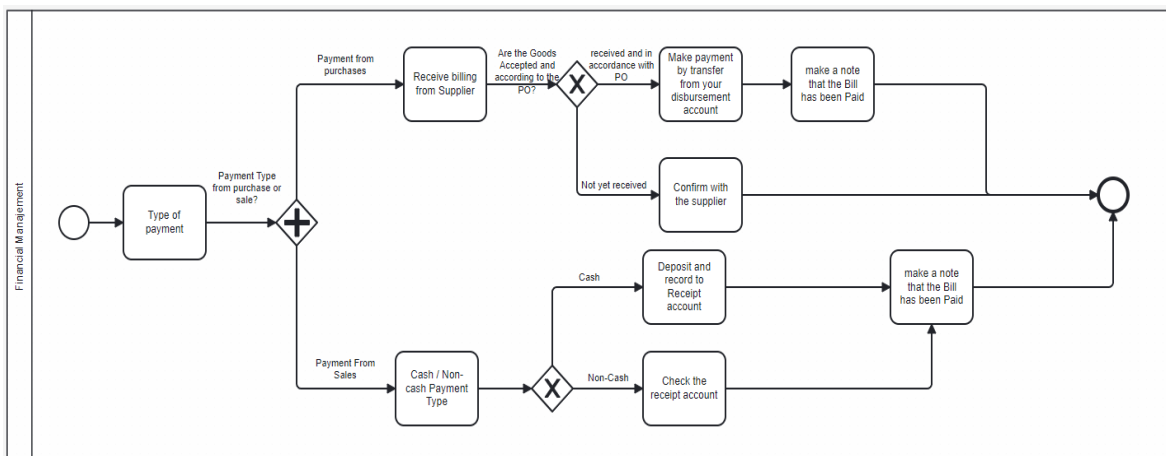 Financial Manajement
Type of
payment
Payment Type
from purchase or
sale?
Payment from
purchases
Receive billing
from Supplier
Are the Goods
Accepted and
according to the
PO?
received and in
accordance with
PO
Make payment
by transfer
from your
disbursement
account
make a note
that the Bill
has been Paid
Not yet received
Confirm with
the supplier
Payment From
Sales
Cash / Non-
cash Payment
Type
Cash
Deposit and
record to
Receipt
account
make a note
that the Bill
has been Paid
Non-Cash
Check the
receipt account